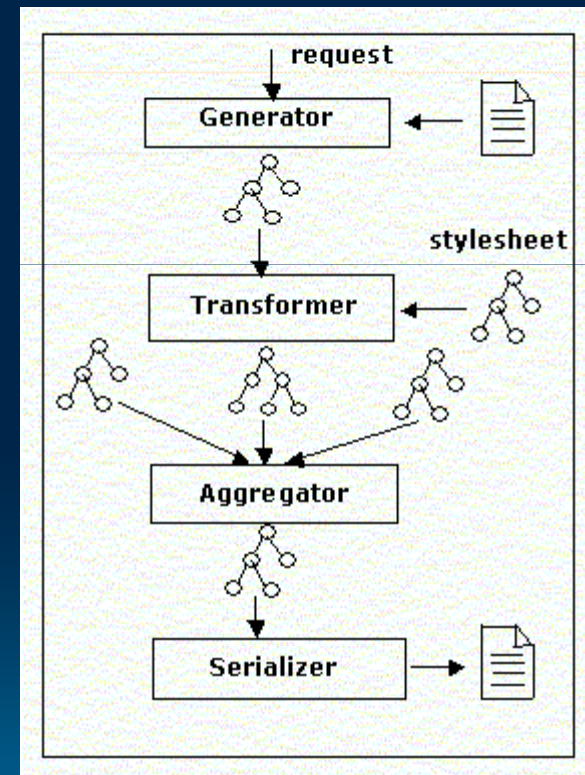 request
Generator
stylesheet
Transformer
Aggregator
Serializer